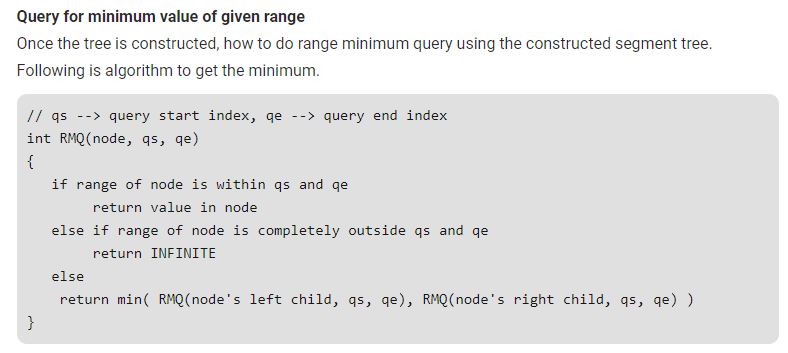 Query for minimum value of given range
Once the tree is constructed, how to do range minimum query using the constructed segment tree.
Following is algorithm to get the minimum.
// qs --> query start index, qe --> query end index
int RMQ(node, qs, qe)
{
   if range of node is within qs and qe
        return value in node
   else if range of node is completely outside qs and qe
        return INFINITE
   else
    return min( RMQ(node's left child, qs, qe), RMQ(node's right child, qs, qe) )
}